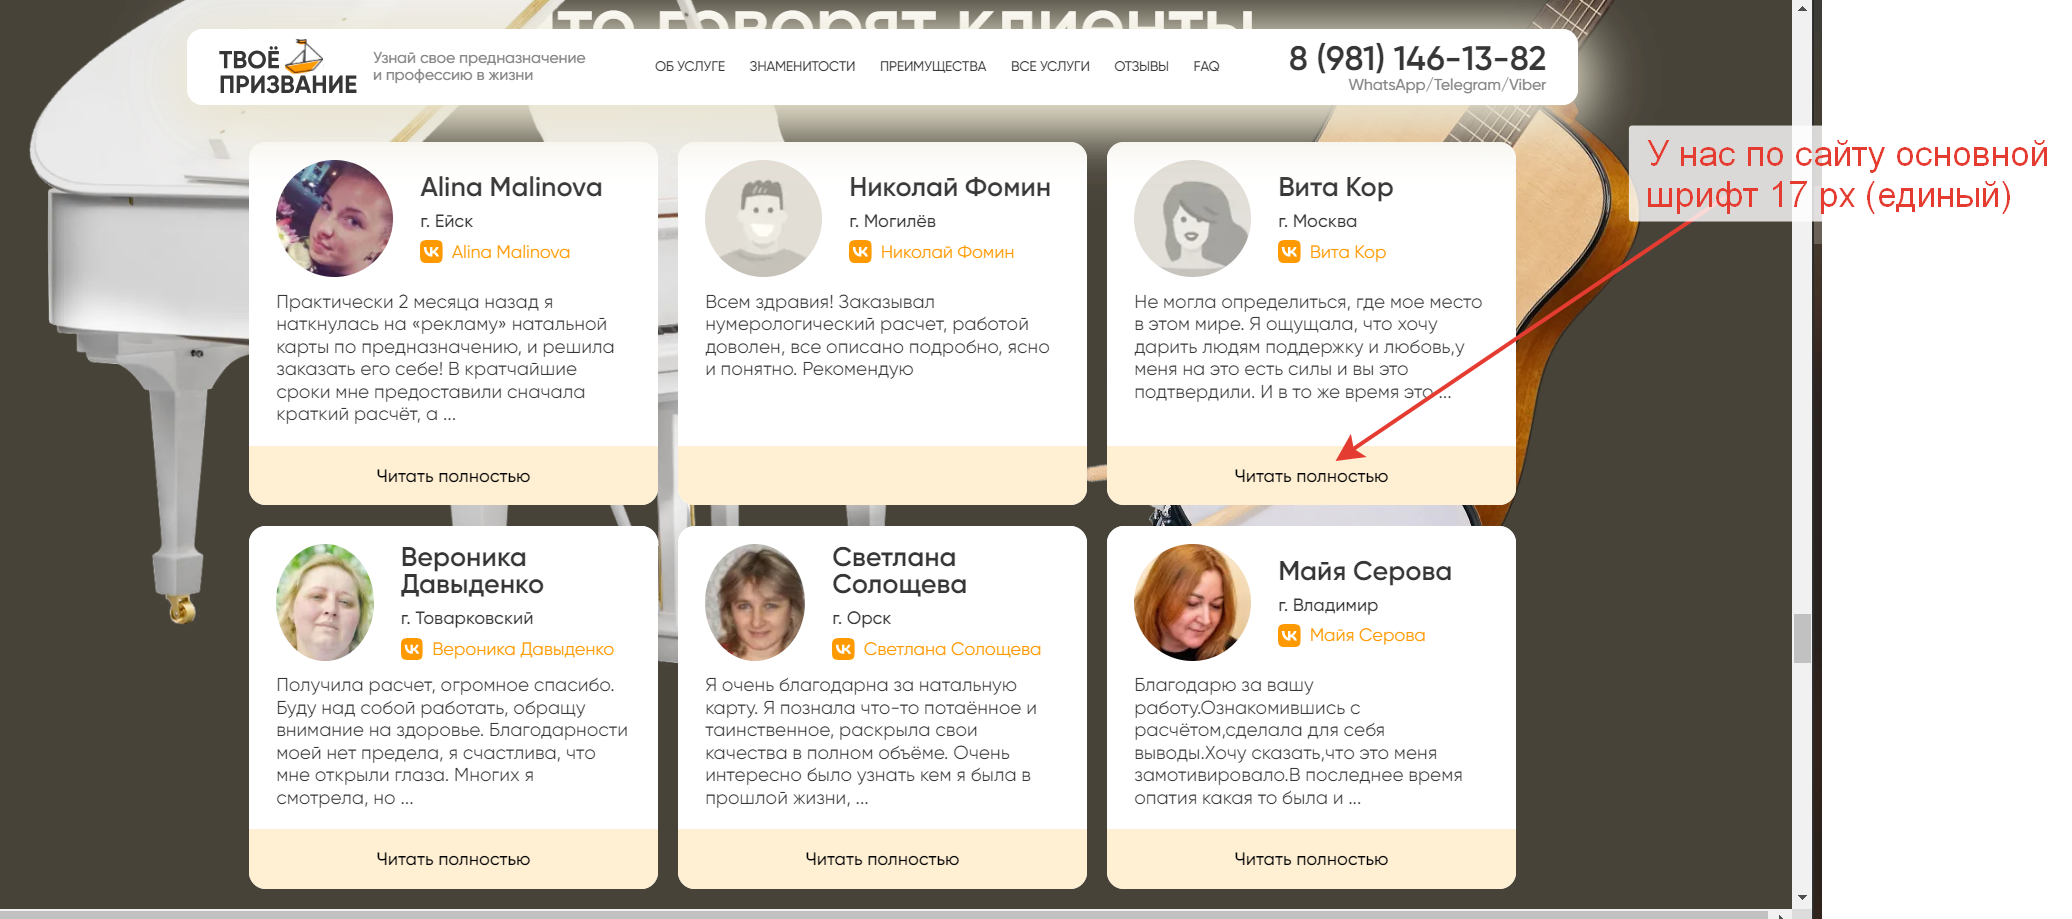 то говорят клиенты
ТВОЁ
ПРИЗВАНИЕ
Узнай свое предназначение
и профессию в жизни
ОБ УСЛУГЕ ЗНАМЕНИТОСТИ ПРЕИМУЩЕСТВА ВСЕ УСЛУГИ ОТЗЫВЫ FAQ
8 (981) 146-13-82
WhatsApp/Telegram/Viber
У нас по сайту основной
шрифт 17 px (единый)
Alina Malinova
г. Ейск
Alina Malinova
Практически 2 месяца назад я
наткнулась на «рекламу» натальной
карты по предназначению, и решила
заказать его себе! В кратчайшие
сроки мне предоставили сначала
краткий расчёт, а ...
Читать полностью
Николай Фомин
г. Могилёв
Николай Фомин
Всем здравия! Заказывал
нумерологический расчет, работой
доволен, все описано подробно, ясно
и понятно. Рекомендую
Вита Кор
г. Москва
Вита Кор
Не могла определиться, где мое место
в этом мире. Я ощущала, что хочу
дарить людям поддержку и любовь,у
меня на это есть силы и вы это
подтвердили. И в то же время это ...
Читать полностью
Вероника
Давыденко
г. Товарковский
Вероника Давыденко
Получила расчет, огромное спасибо.
Буду над собой работать, обращу
внимание на здоровье. Благодарности
моей нет предела, я счастлива, что
мне открыли глаза. Многих я
смотрела, но ...
Читать полностью
Светлана
Солощева
г. Орск
Светлана Солощева
Я очень благодарна за натальную
карту. Я познала что-то потаённое и
таинственное, раскрыла свои
качества в полном объёме. Очень
интересно было узнать кем я была в
прошлой жизни, ...
Читать полностью
Майя Серова
г. Владимир
Майя Серова
Благодарю за вашу
работу.Ознакомившись с
расчётом,сделала для себя
выводы.Хочу сказать,что это меня
замотивировало.В последнее время
опатия какая то была и ...
Читать полностью